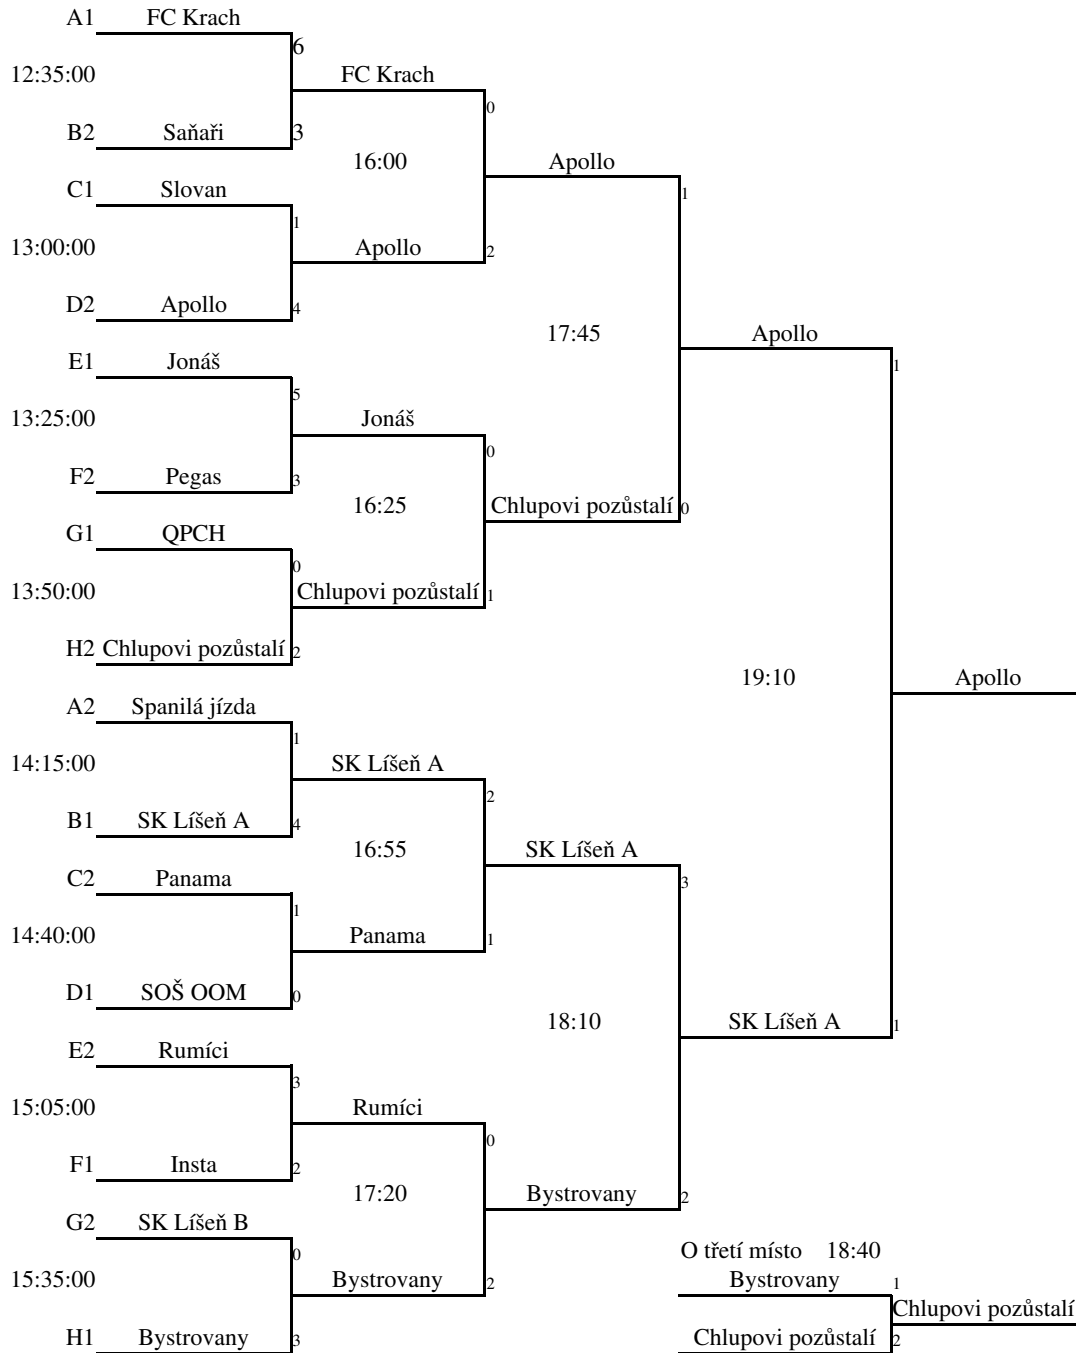 A1 FC Krach
6
12:35:00 FC Krach
0
B2 Saňaři 3
16:00 Apollo
C1 Slovan 1
1
13:00:00 Apollo 2
D2 Apollo 4
17:45 Apollo
E1 Jonáš 1
5
13:25:00 Jonáš
0
F2 Pegas 3
16:25 Chlupovi pozůstalí 0
G1 QPCH
0
13:50:00 Chlupovi pozůstalí 1
H2 Chlupovi pozůstalí 2
19:10 Apollo
A2 Spanilá jízda
1
14:15:00 SK Líšeň A
2
B1 SK Líšeň A 4
16:55 SK Líšeň A
C2 Panama 3
1
14:40:00 Panama 1
D1 SOŠ OOM 0
18:10 SK Líšeň A 1
E2 Rumíci
3
15:05:00 Rumíci
0
F1 Insta 2
17:20 Bystrovany 2
G2 SK Líšeň B
0
O třetí místo 18:40
15:35:00 Bystrovany 2 Bystrovany 1
Chlupovi pozůstalí
H1 Bystrovany 3 Chlupovi pozůstalí 2